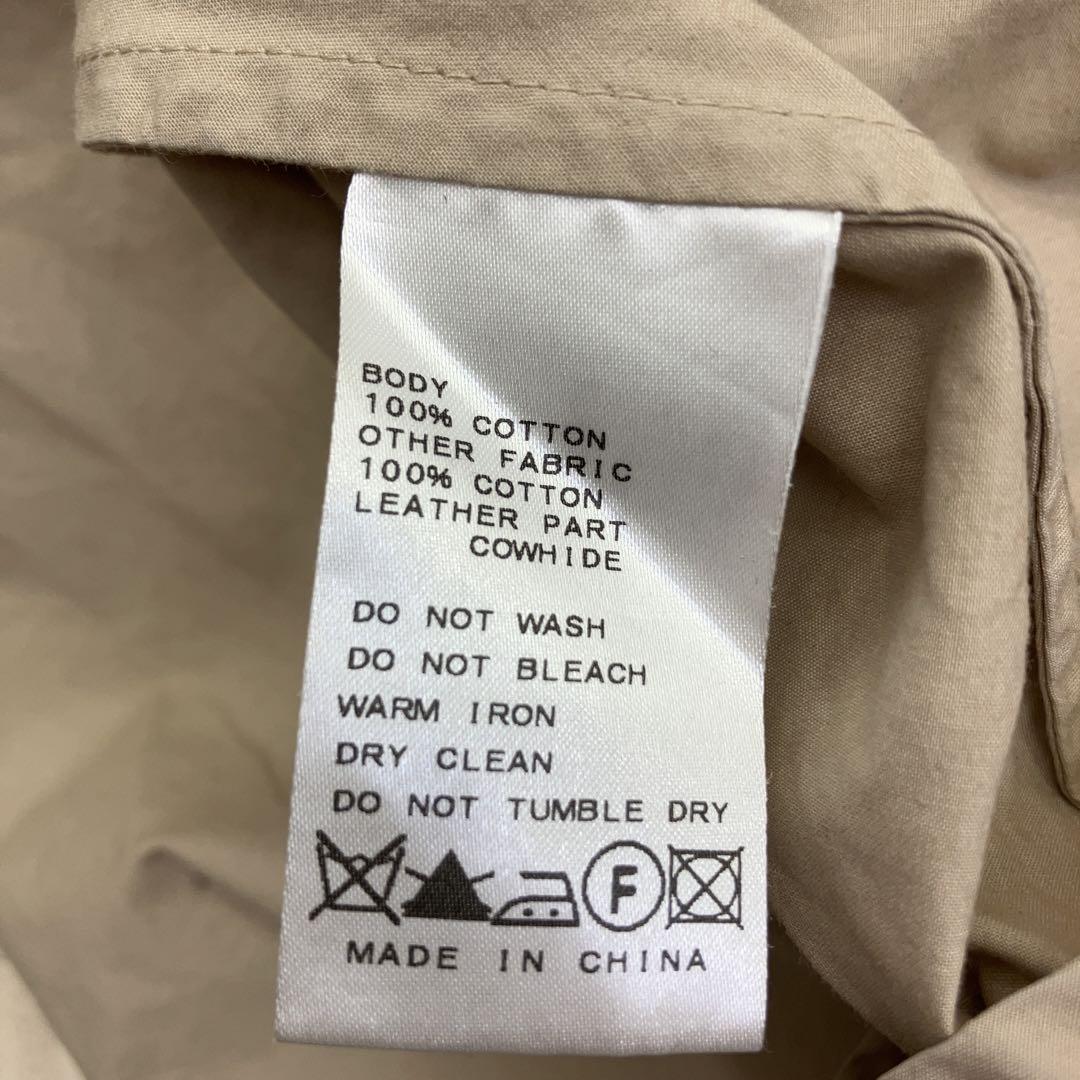 BODY
100% COTTON
OTHER FABRIC
100% COTTON
LEATHER PART
COWHIDE
DO NOT WASH
DO NOT BLEACH
WARM IRON
DRY CLEAN
DO NOT TUMBLE DRY
F
MADE IN CHINA